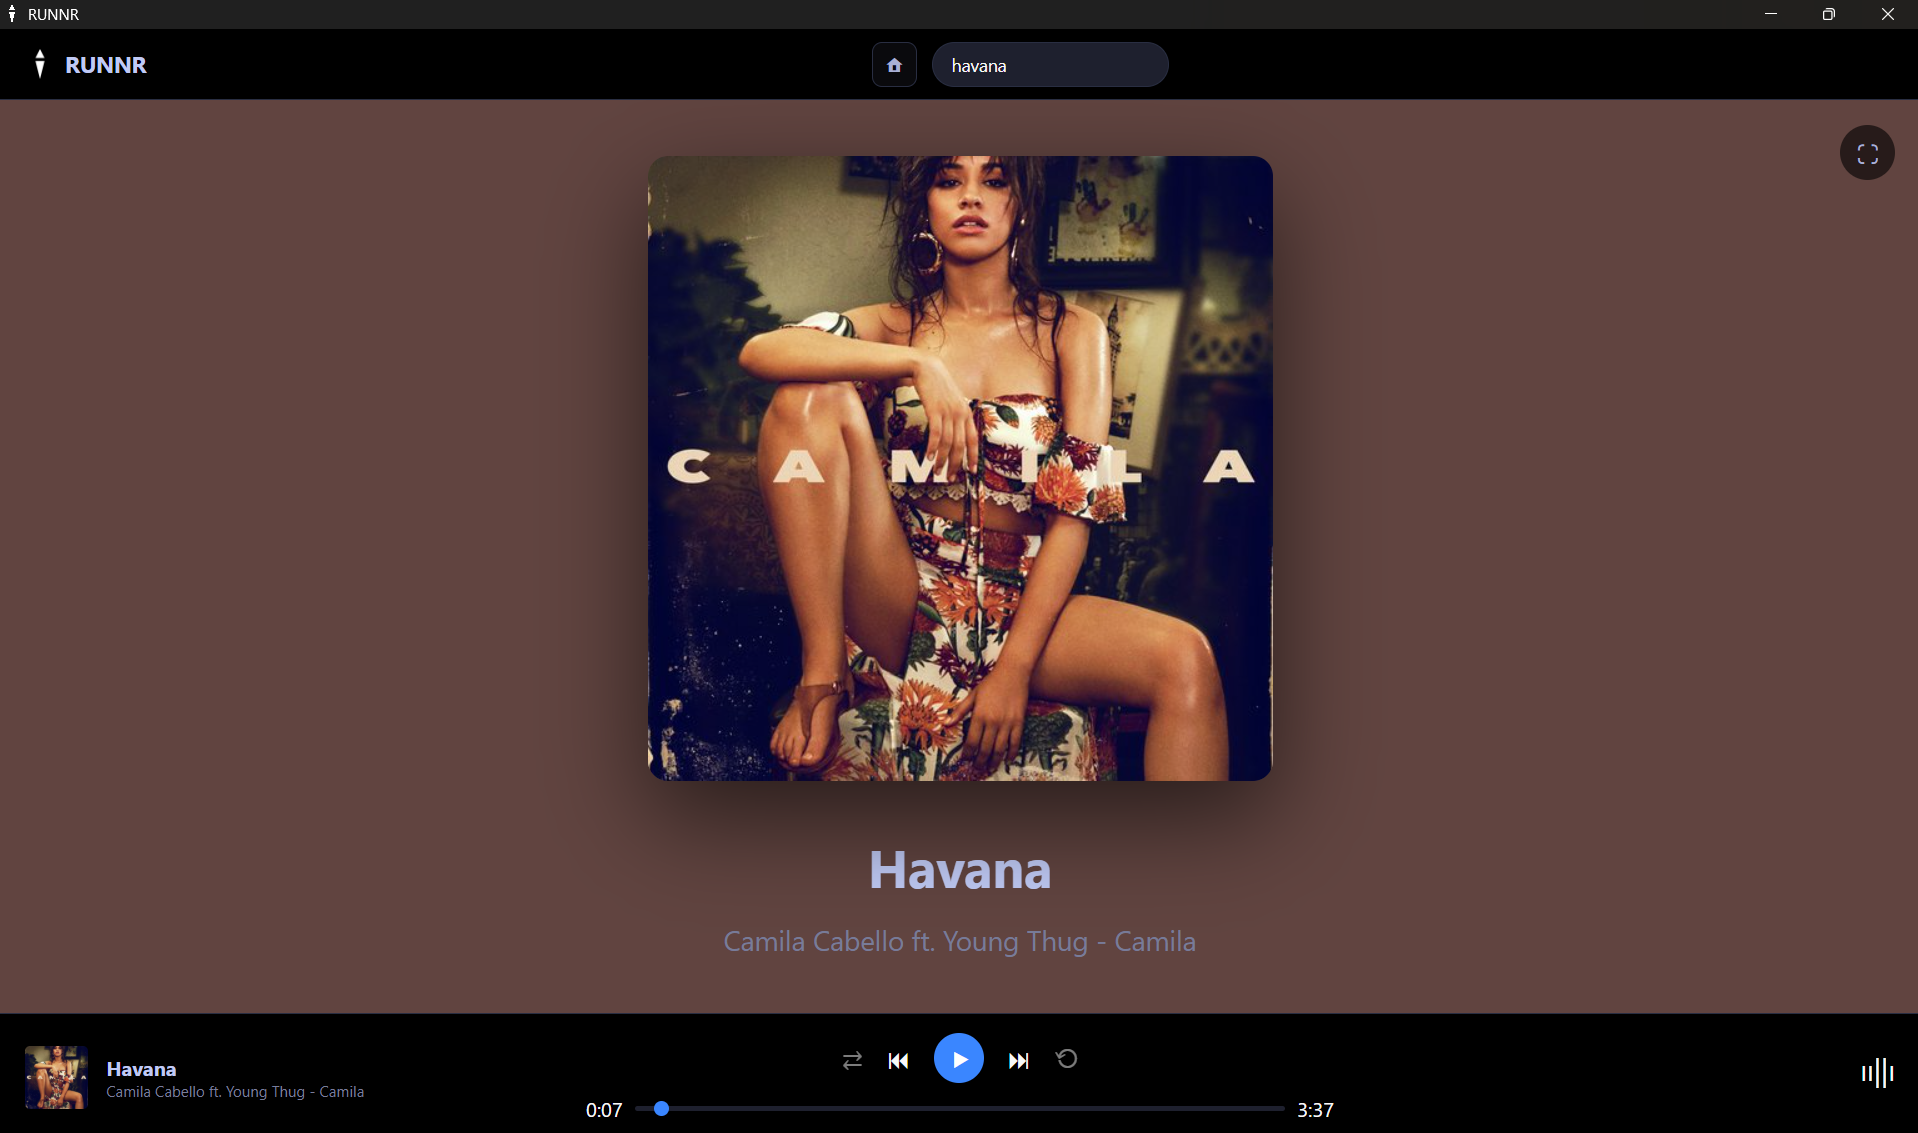 RUNNR
RUNNR
havana
CAMILA
Havana
Camila Cabello ft. Young Thug - Camila
Havana
Camila Cabello ft. Young Thug - Camila
0:07
3:37